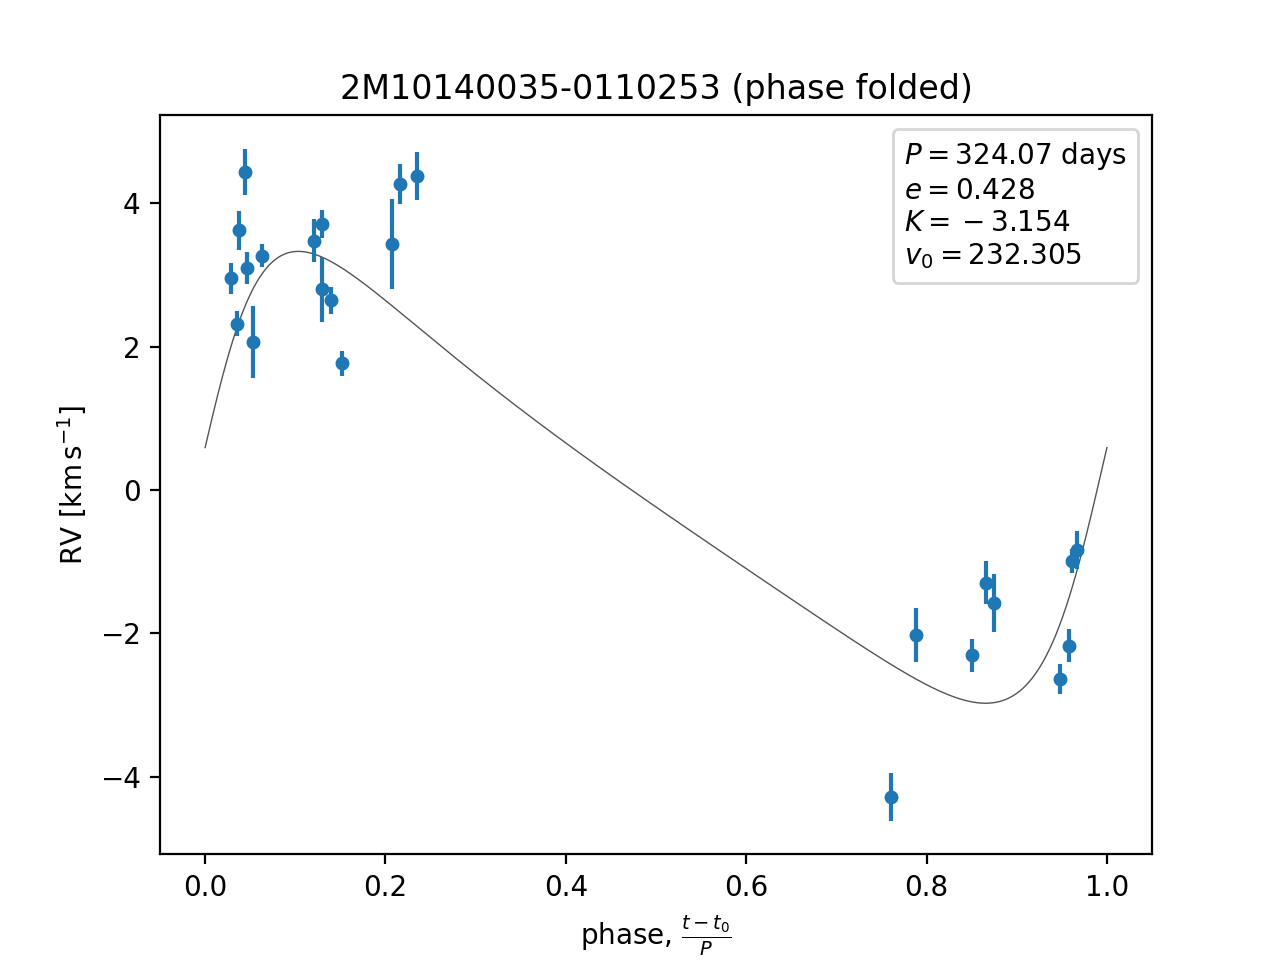 2M10140035-0110253 (phase folded)
P = 324.07 days
e = 0.428
K = − 3.154
v₀ = 232.305
4
2
0
−2
−4
RV [km s⁻¹]
0.0 0.2 0.4 0.6 0.8 1.0
phase, (t − t₀)/P